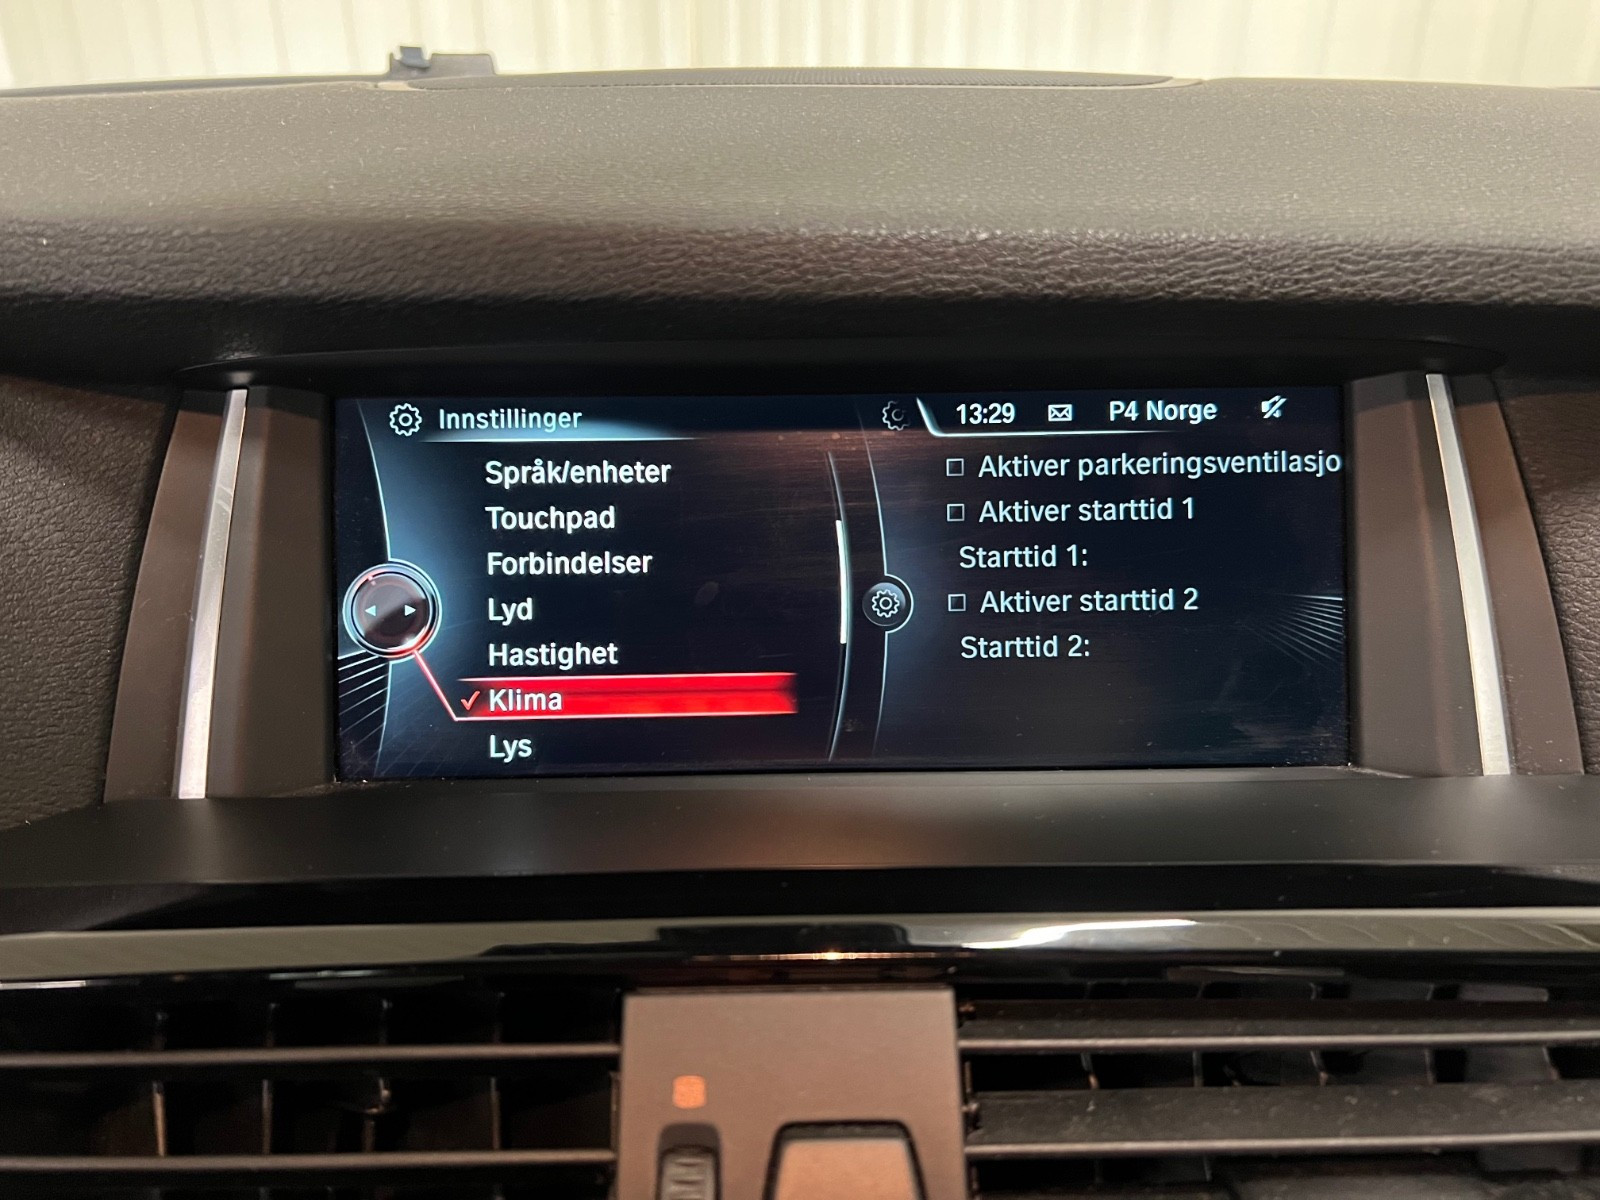 Innstillinger
13:29 P4 Norge
Språk/enheter
Touchpad
Forbindelser
Lyd
Hastighet
Klima
Lys
Aktiver parkeringsventilasjo
Aktiver starttid 1
Starttid 1:
Aktiver starttid 2
Starttid 2: